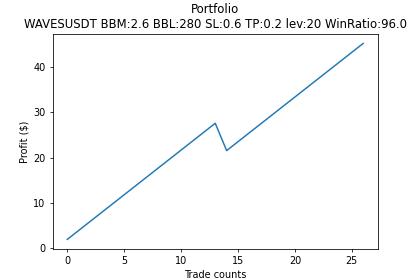 Portfolio
WAVESUSDT BBM:2.6 BBL:280 SL:0.6 TP:0.2 lev:20 WinRatio:96.0
40
30
20
10
0
Profit ($)
0 5 10 15 20 25
Trade counts